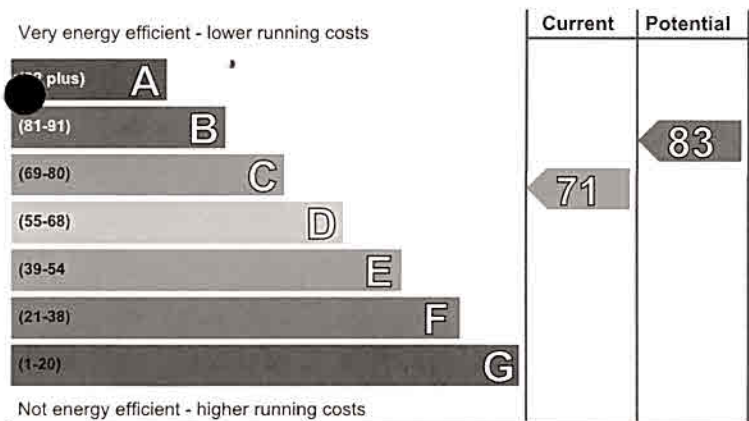 Very energy efficient - lower running costs
Current
Potential
plus) A
(81-91) B
83
(69-80) C
71
(55-68) D
(39-54 E
(21-38) F
(1-20) G
Not energy efficient - higher running costs